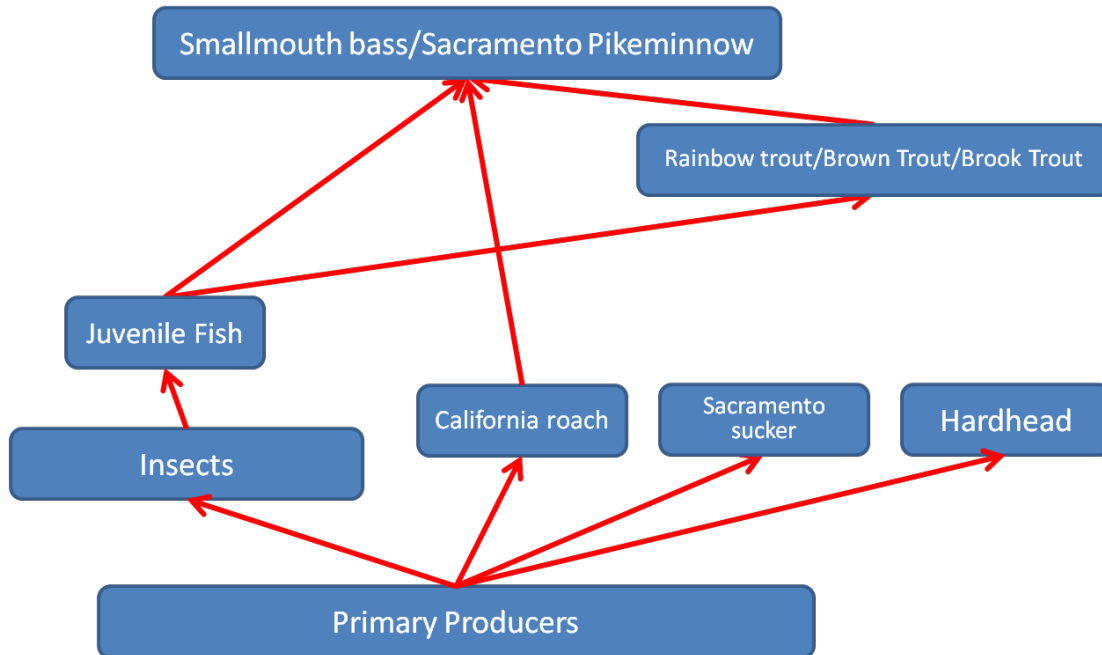 Smallmouth bass/Sacramento Pikeminnow
Rainbow trout/Brown Trout/Brook Trout
Juvenile Fish
California roach
Sacramento
sucker
Hardhead
Insects
Primary Producers